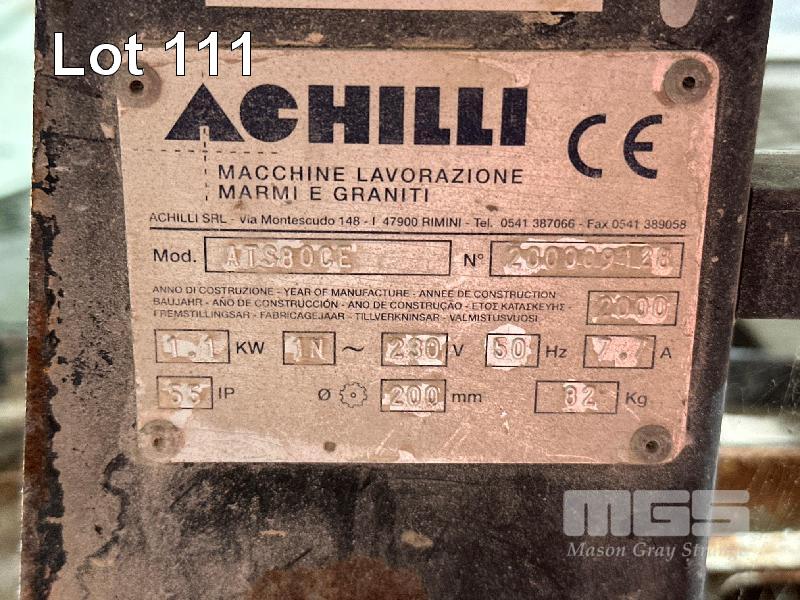 Lot 111
ACHILLI
CE
MACCHINE LAVORAZIONE
MARMI E GRANITI
ACHILLI SRL - via Montescudo 148 - I 47900 RIMINI - Tel. 0541 387066 - Fax 0541 389058
Mod. ATS80CE N°
ANNO DI COSTRUZIONE - YEAR OF MANUFACTURE - ANNEE DE CONSTRUCTION
BAUJAHR - AÑO DE CONSTRUCCIÓN - ANO DE CONSTRUÇÃO - ΕΤΟΣ ΚΑΤΑΣΚΕΥΗΣ - 2000
FREMSTILLINGSAR - FABRICAGEJAAR - TILLVERKNINSAR - VALMISTUSVUOSI
1.1 KW 1N ~ 230 V 50 Hz 7.7 A
55 IP Ø 200 mm 82 Kg
MGS
Mason Gray Strange